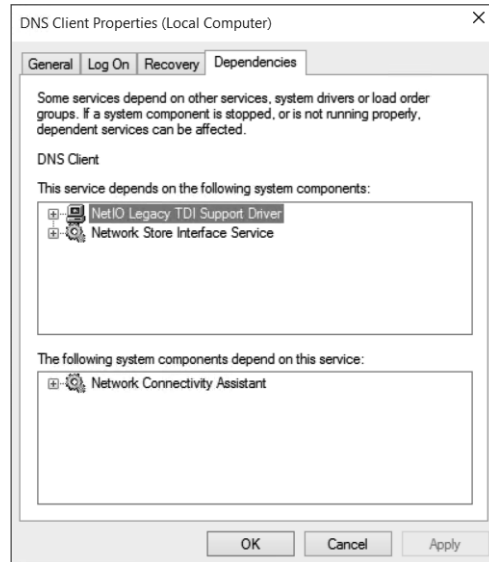 DNS Client Properties (Local Computer)
General
Log On
Recovery
Dependencies
Some services depend on other services, system drivers or load order
groups. If a system component is stopped, or is not running properly,
dependent services can be affected.
DNS Client
This service depends on the following system components:
NetIO Legacy TDI Support Driver
Network Store Interface Service
The following system components depend on this service:
Network Connectivity Assistant
OK
Cancel
Apply